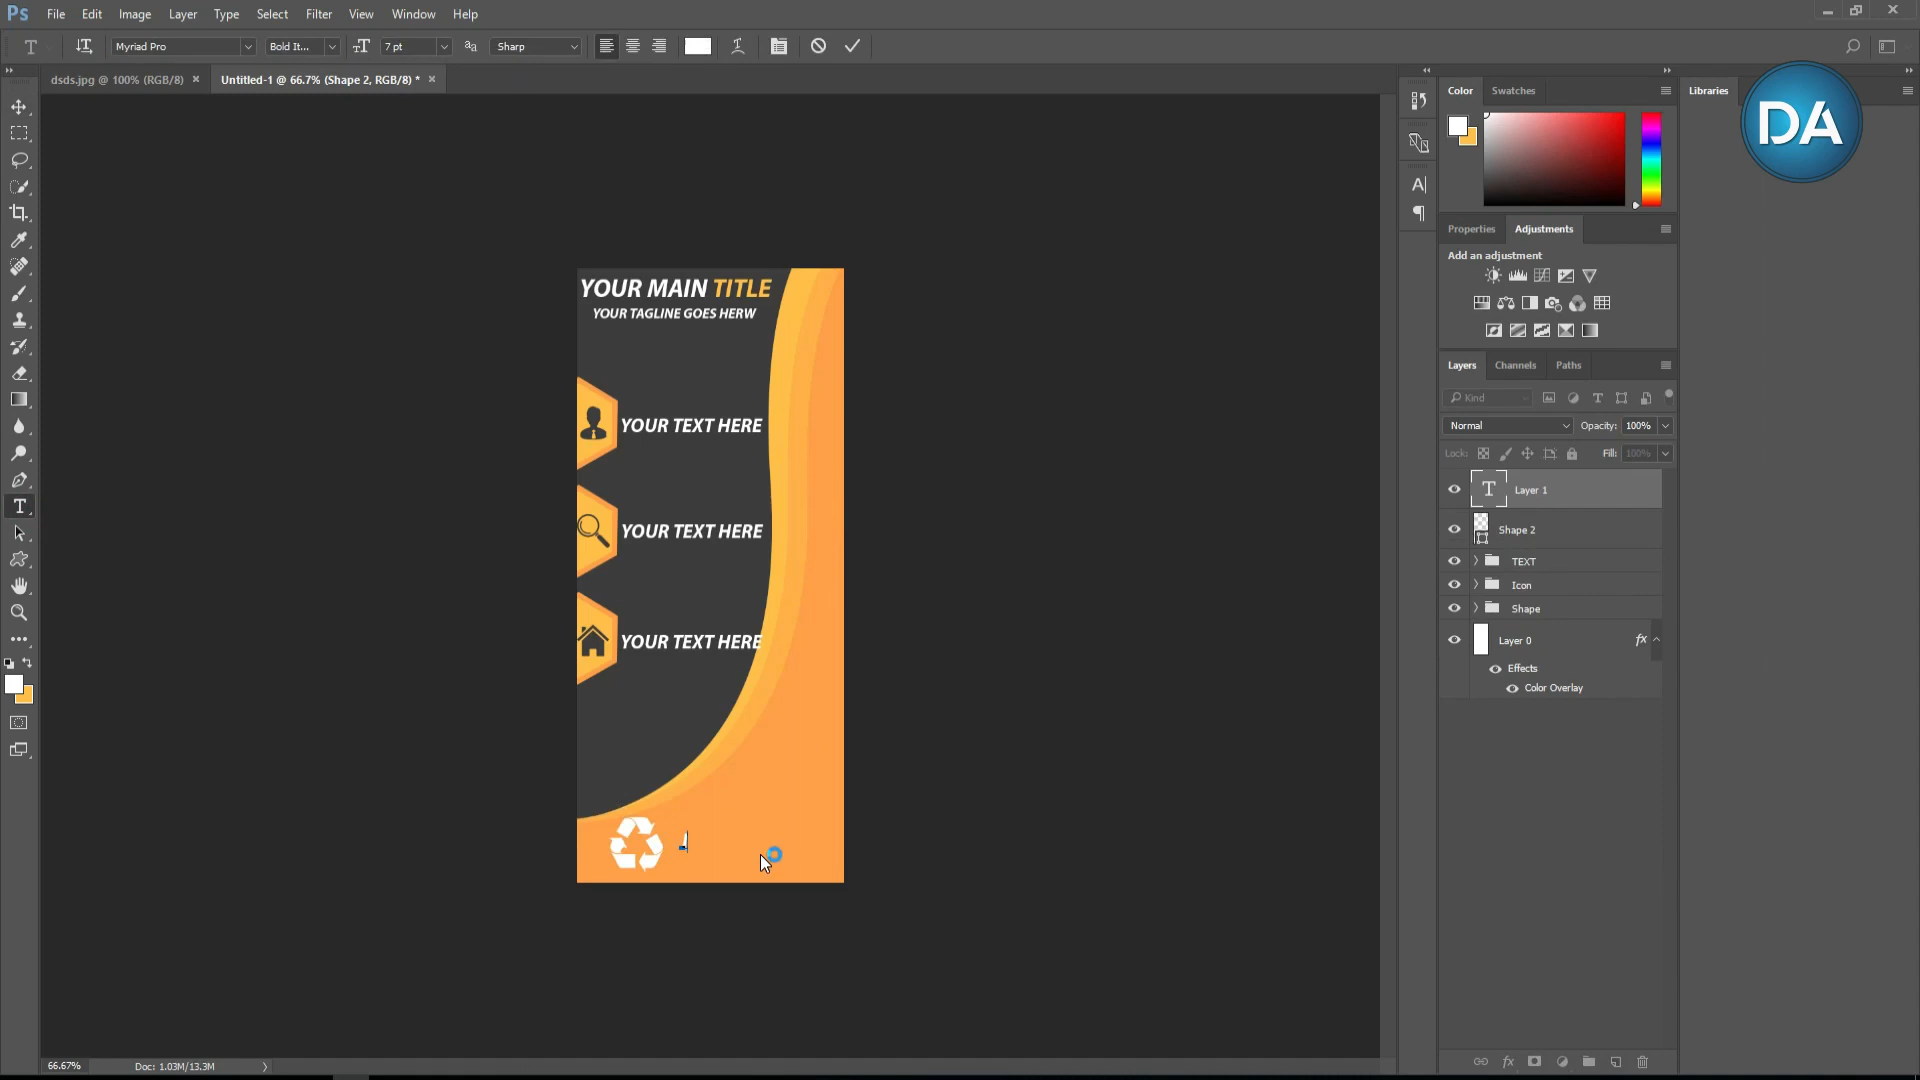 Ps File Edit Image Layer Type Select Filter View Window Help
T Myriad Pro Bold It... 7 pt Sharp
dsds.jpg @ 100% (RGB/8) × Untitled-1 @ 66.7% (Shape 2, RGB/8) * ×
Color Swatches
Libraries
DA
Properties Adjustments
Add an adjustment
YOUR MAIN TITLE
YOUR TAGLINE GOES HERW
Layers Channels Paths
Kind
Normal Opacity: 100%
YOUR TEXT HERE
Lock: Fill: 100%
Layer 1
Shape 2
YOUR TEXT HERE
TEXT
Icon
Shape
YOUR TEXT HERE
Layer 0 fx
Effects
Color Overlay
66.67% Doc: 1.03M/13.3M
fx